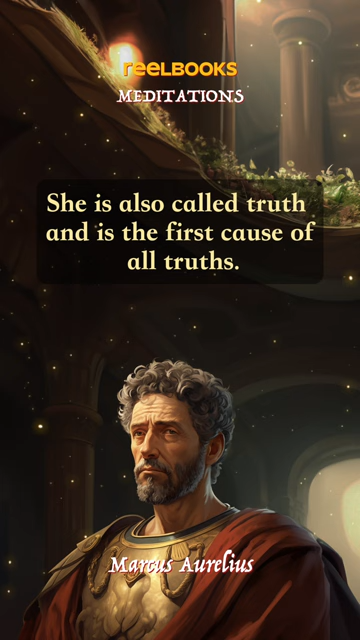 reelBOOKS
MEDITATIONS
She is also called truth
and is the first cause of
all truths.
Marcus Aurelius